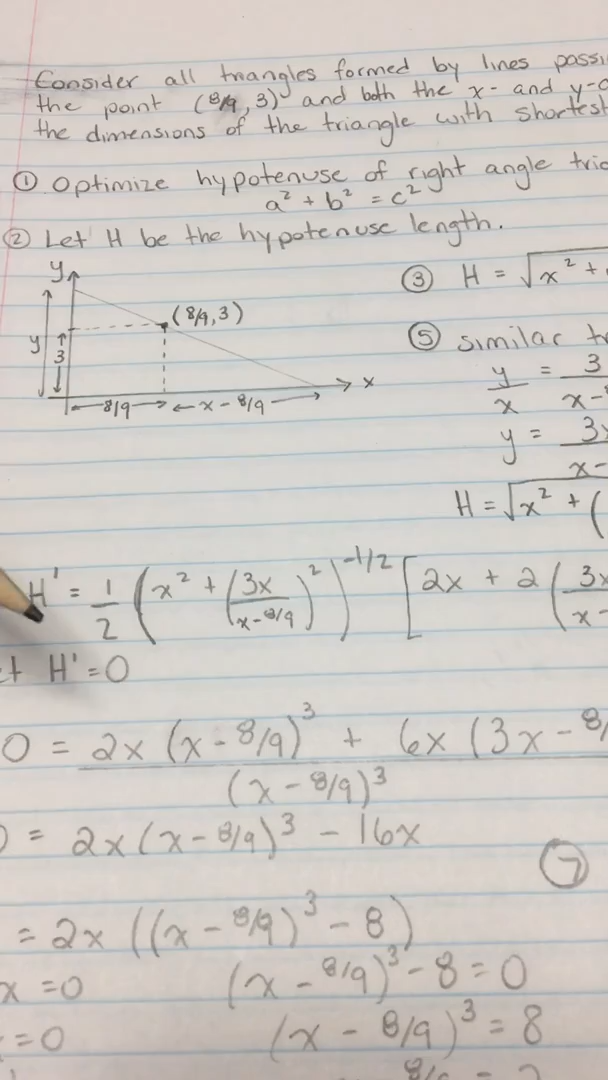 Consider all triangles formed by lines passi
the point (8/9, 3) and both the x- and y-
the dimensions of the triangle with shortest
① Optimize hypotenuse of right angle tria
a² + b² = c²
② Let H be the hypotenuse length.
③ H = √x² +
y
(8/9, 3)
y
3
x
8/9
x - 8/9
⑤ similar tr
y/x = 3/x-
y = 3x/x-
H = √x² + (
H' = 1/2 (x² + (3x/x-8/9)²)^-1/2 [2x + 2 (3x/x-
H' = 0
0 = 2x (x - 8/9)³ + 6x (3x - 8/
(x - 8/9)³
= 2x (x - 8/9)³ - 16x
⑦
= 2x ((x - 8/9)³ - 8)
x = 0 (x - 8/9)³ - 8 = 0
= 0 (x - 8/9)³ = 8